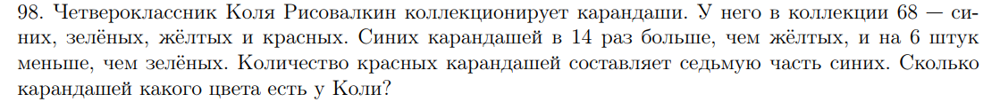 98. Четвероклассник Коля Рисовалкин коллекционирует карандаши. У него в коллекции 68 — си-
них, зелёных, жёлтых и красных. Синих карандашей в 14 раз больше, чем жёлтых, и на 6 штук
меньше, чем зелёных. Количество красных карандашей составляет седьмую часть синих. Сколько
карандашей какого цвета есть у Коли?